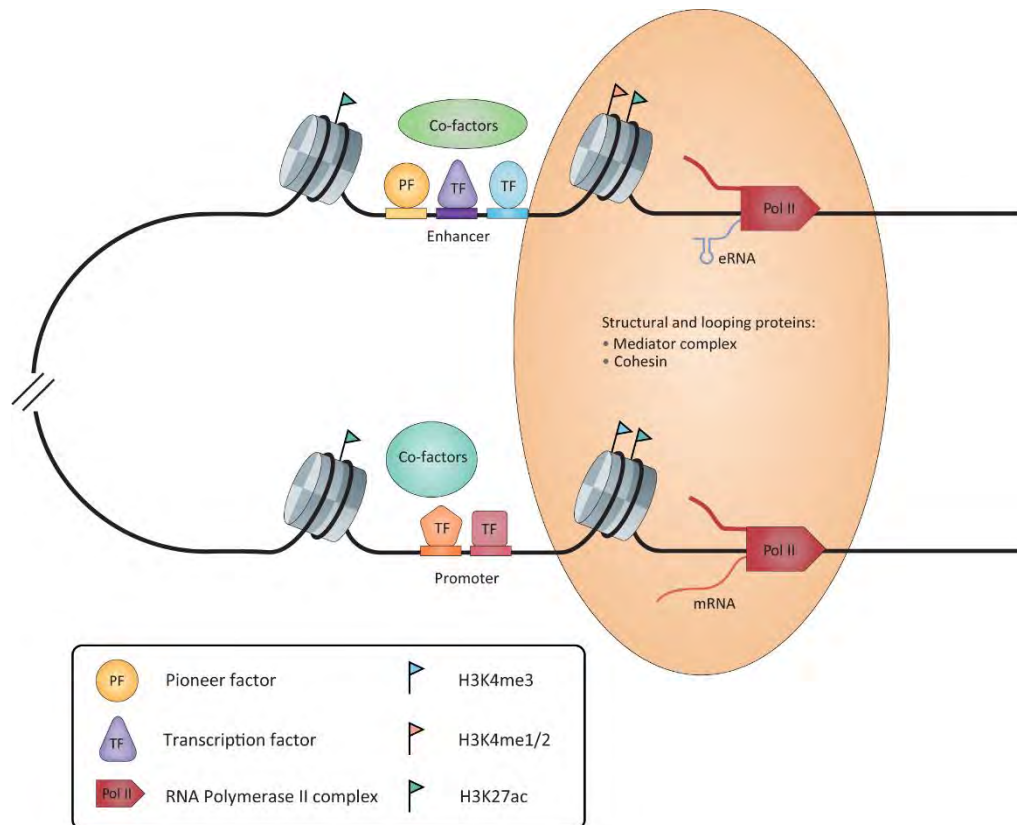 Co-factors
PF
TF
TF
Enhancer
Pol II
eRNA
Structural and looping proteins:
• Mediator complex
• Cohesin
Co-factors
TF
TF
Promoter
Pol II
mRNA
PF Pioneer factor
H3K4me3
TF Transcription factor
H3K4me1/2
Pol II RNA Polymerase II complex
H3K27ac